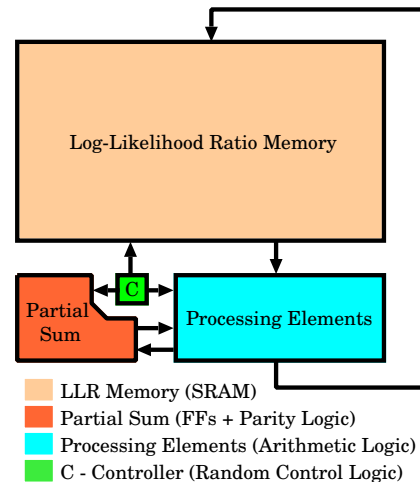 Log-Likelihood Ratio Memory
C
Partial
Sum
Processing Elements
LLR Memory (SRAM)
Partial Sum (FFs + Parity Logic)
Processing Elements (Arithmetic Logic)
C - Controller (Random Control Logic)